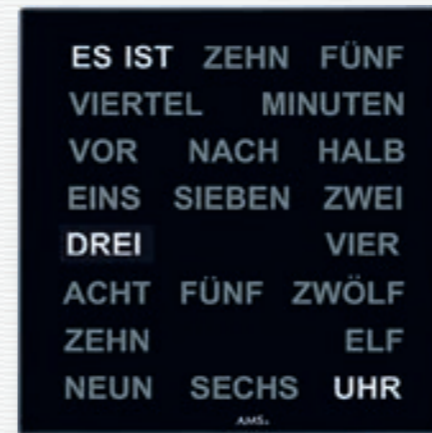 ES IST ZEHN FÜNF
VIERTEL MINUTEN
VOR NACH HALB
EINS SIEBEN ZWEI
DREI VIER
ACHT FÜNF ZWÖLF
ZEHN ELF
NEUN SECHS UHR
AMS.